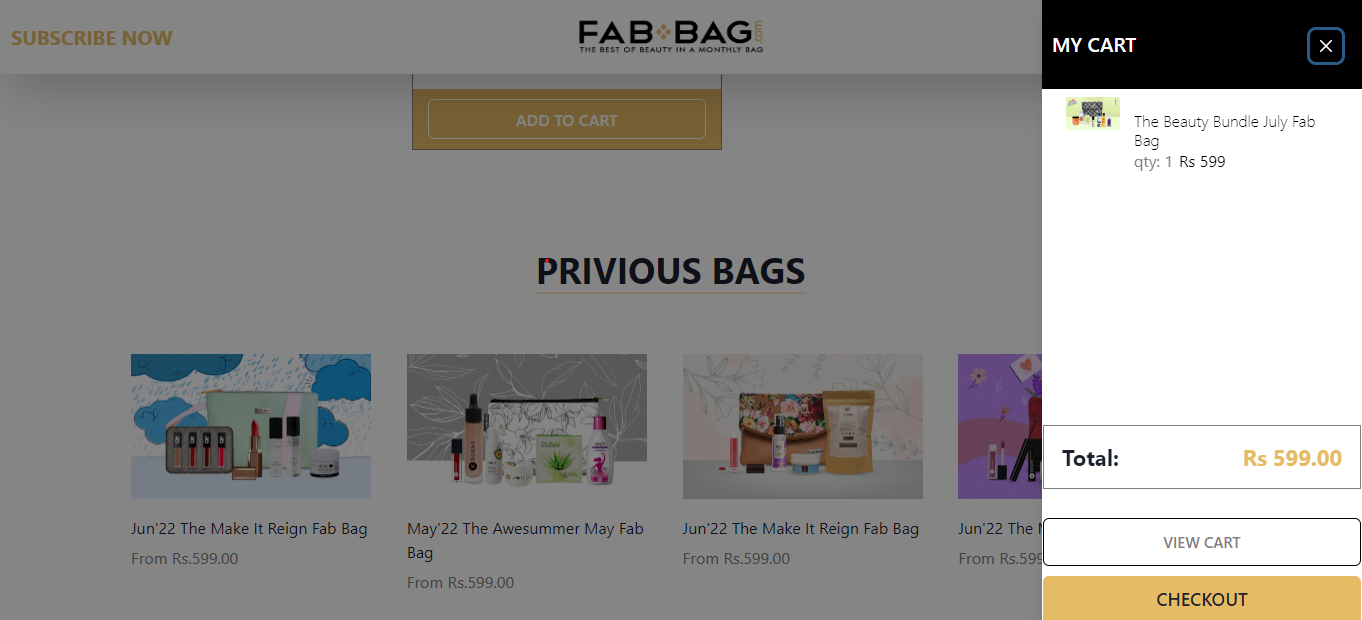 SUBSCRIBE NOW
FAB BAG .com
THE BEST OF BEAUTY IN A MONTHLY BAG
MY CART
ADD TO CART
The Beauty Bundle July Fab
Bag
qty: 1 Rs 599
PRIVIOUS BAGS
Jun'22 The Make It Reign Fab Bag
From Rs.599.00
May'22 The Awesummer May Fab
Bag
From Rs.599.00
Jun'22 The Make It Reign Fab Bag
From Rs.599.00
Jun'22 The
From Rs.599
Total: Rs 599.00
VIEW CART
CHECKOUT